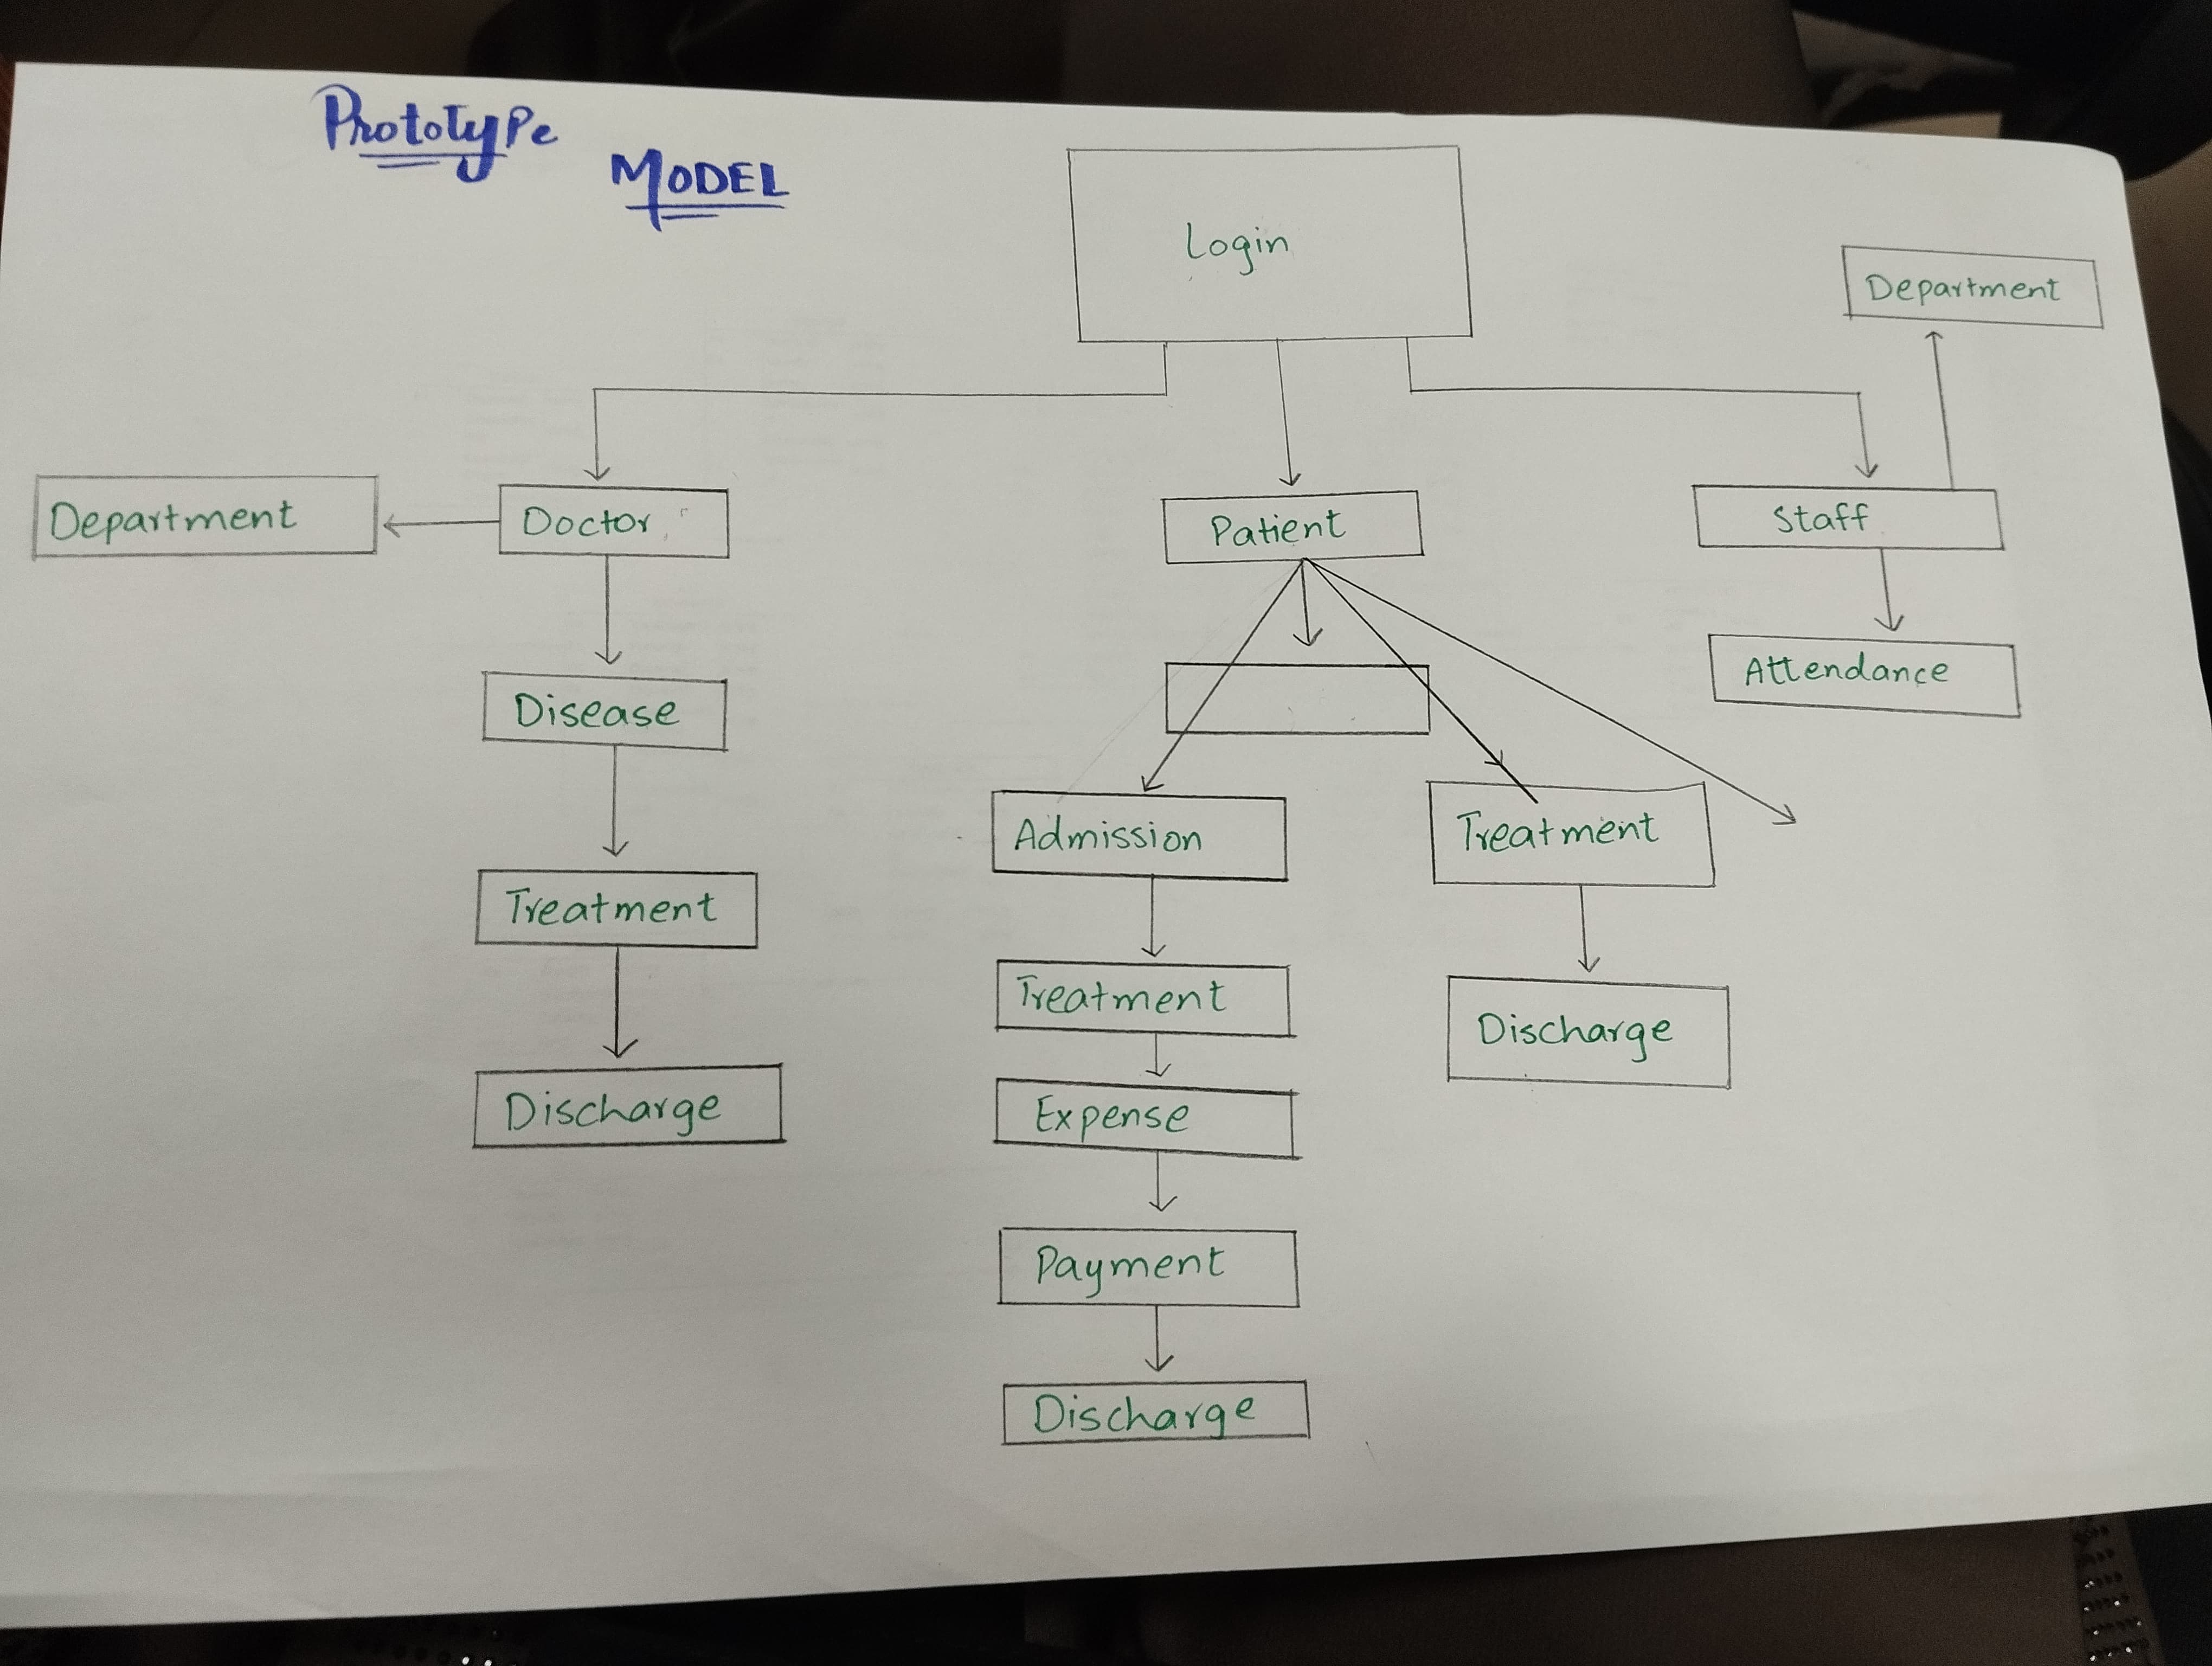 Prototype
MODEL
Login
Department
Department
Doctor
Patient
Staff
Disease
Attendance
Admission
Treatment
Treatment
Treatment
Discharge
Discharge
Expense
Payment
Discharge